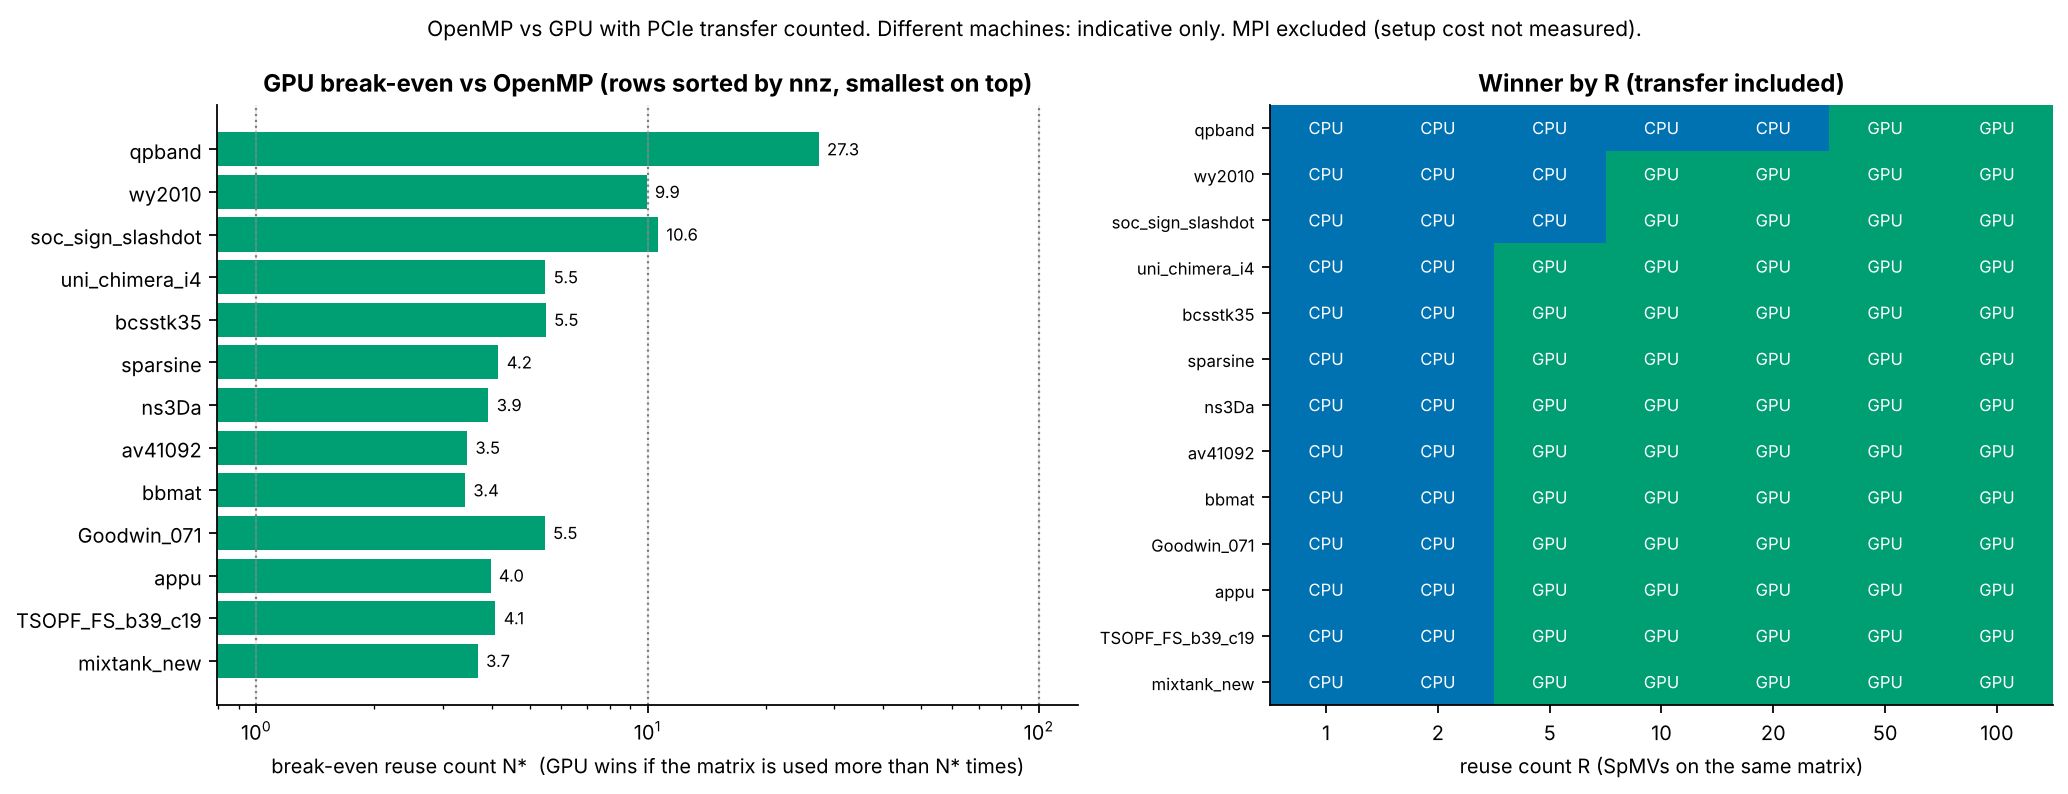 OpenMP vs GPU with PCIe transfer counted. Different machines: indicative only. MPI excluded (setup cost not measured).
GPU break-even vs OpenMP (rows sorted by nnz, smallest on top)
qpband 27.3
wy2010 9.9
soc_sign_slashdot 10.6
uni_chimera_i4 5.5
bcsstk35 5.5
sparsine 4.2
ns3Da 3.9
av41092 3.5
bbmat 3.4
Goodwin_071 5.5
appu 4.0
TSOPF_FS_b39_c19 4.1
mixtank_new 3.7
10⁰ 10¹ 10²
break-even reuse count N* (GPU wins if the matrix is used more than N* times)
Winner by R (transfer included)
qpband CPU CPU CPU CPU CPU GPU GPU
wy2010 CPU CPU CPU GPU GPU GPU GPU
soc_sign_slashdot CPU CPU CPU GPU GPU GPU GPU
uni_chimera_i4 CPU CPU GPU GPU GPU GPU GPU
bcsstk35 CPU CPU GPU GPU GPU GPU GPU
sparsine CPU CPU GPU GPU GPU GPU GPU
ns3Da CPU CPU GPU GPU GPU GPU GPU
av41092 CPU CPU GPU GPU GPU GPU GPU
bbmat CPU CPU GPU GPU GPU GPU GPU
Goodwin_071 CPU CPU GPU GPU GPU GPU GPU
appu CPU CPU GPU GPU GPU GPU GPU
TSOPF_FS_b39_c19 CPU CPU GPU GPU GPU GPU GPU
mixtank_new CPU CPU GPU GPU GPU GPU GPU
1 2 5 10 20 50 100
reuse count R (SpMVs on the same matrix)